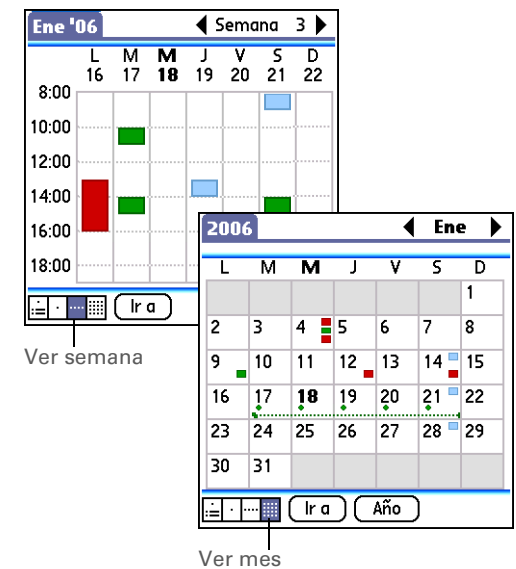 Ene '06 Semana 3
L M M J V S D
16 17 18 19 20 21 22
8:00
10:00
12:00
14:00
16:00
18:00
Ir a
Ver semana
2006 Ene
L M M J V S D
1
2 3 4 5 6 7 8
9 10 11 12 13 14 15
16 17 18 19 20 21 22
23 24 25 26 27 28 29
30 31
Ir a Año
Ver mes